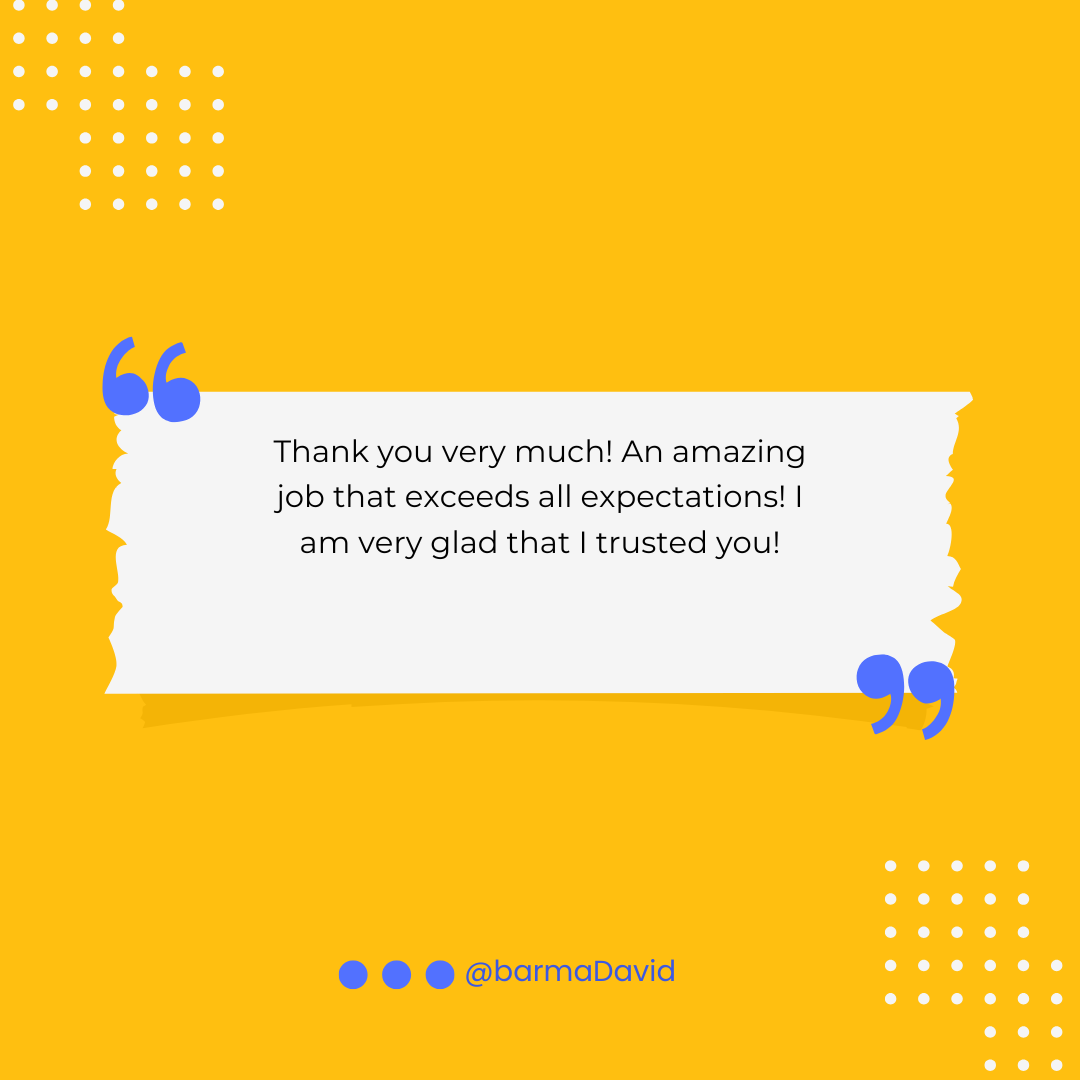 Thank you very much! An amazing
job that exceeds all expectations! I
am very glad that I trusted you!
@barmaDavid